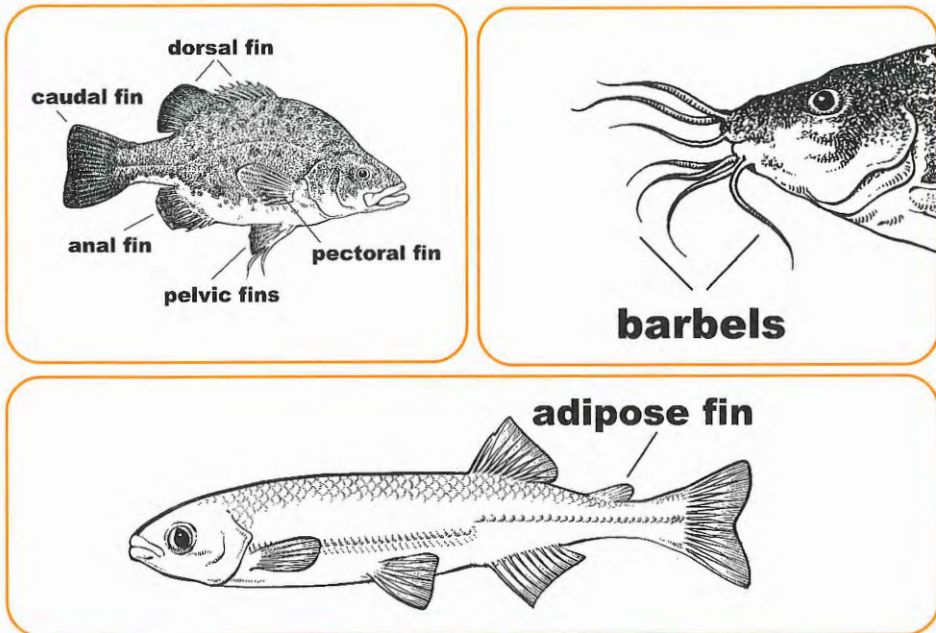 dorsal fin
caudal fin
anal fin
pectoral fin
pelvic fins
barbels
adipose fin